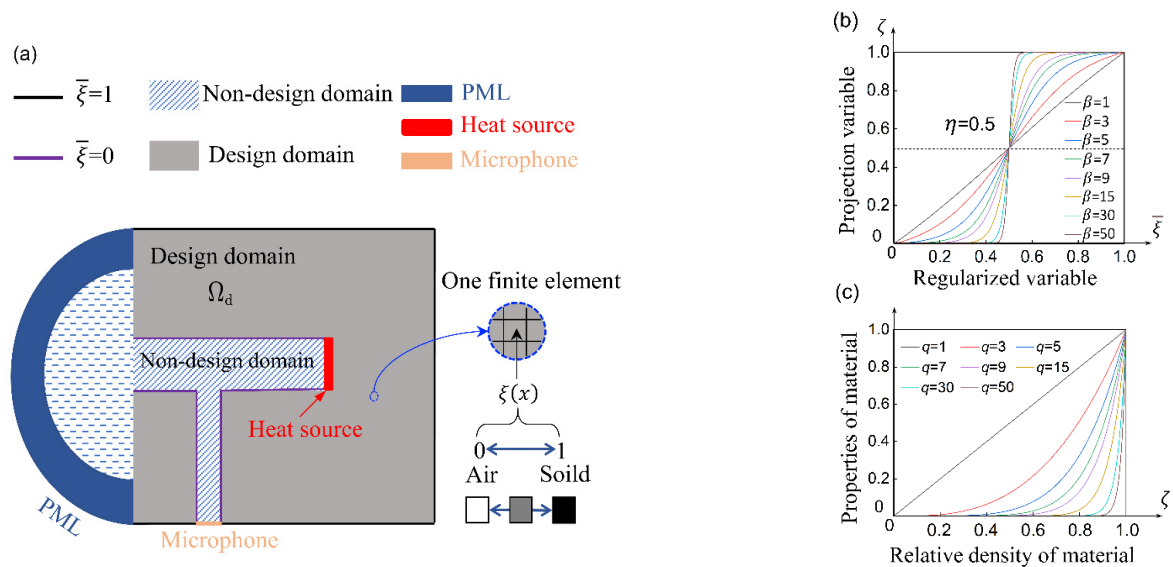 (a)
ξ̅=1
Non-design domain
PML
Heat source
ξ̅=0
Design domain
Microphone
Design domain
Ω_d
One finite element
Non-design domain
ξ(x)
Heat source
0
1
Air
Soild
PML
Microphone
(b)
ζ
Projection variable
1.0
0.8
0.6
0.4
0.2
0
η=0.5
β=1
β=3
β=5
β=7
β=9
β=15
β=30
β=50
0 0.2 0.4 0.6 0.8 1.0
ξ̅
Regularized variable
(c)
Properties of material
1.0
0.8
0.6
0.4
0.2
0
q=1 q=3 q=5
q=7 q=9 q=15
q=30 q=50
0 0.2 0.4 0.6 0.8 1.0
ζ
Relative density of material